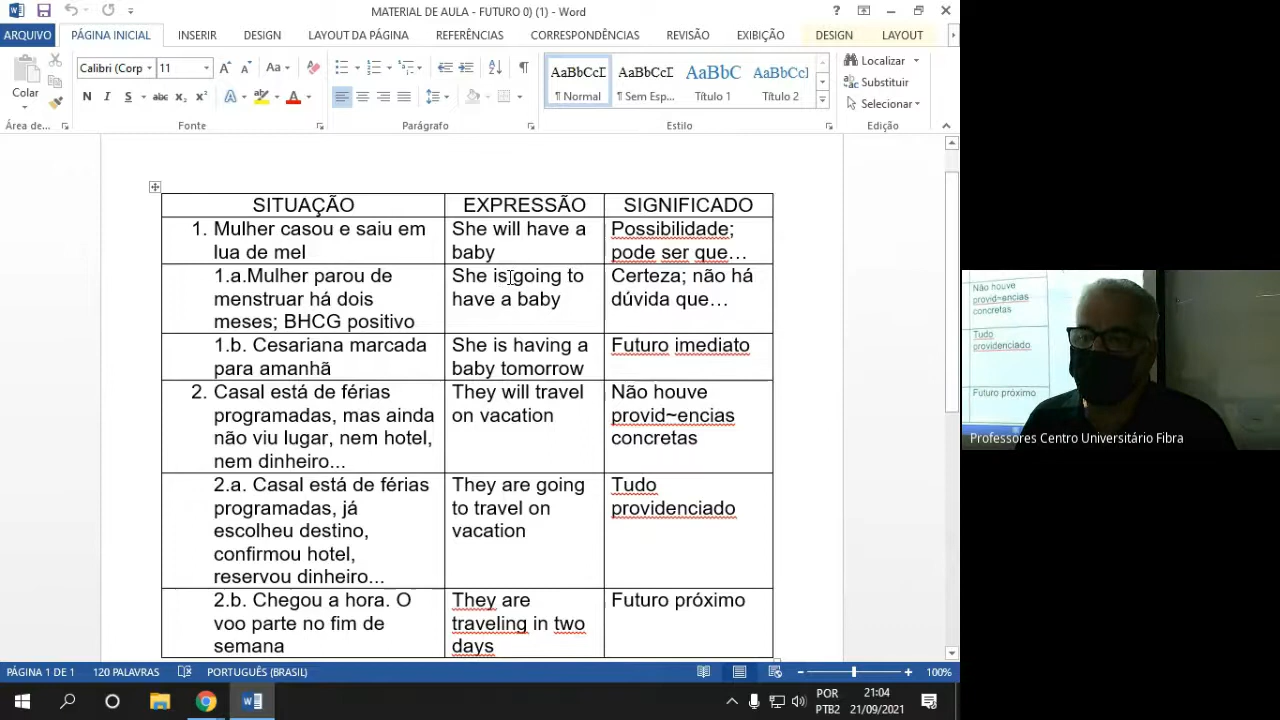 MATERIAL DE AULA - FUTURO 0) (1) - Word
ARQUIVO PÁGINA INICIAL INSERIR DESIGN LAYOUT DA PÁGINA REFERÊNCIAS CORRESPONDÊNCIAS REVISÃO EXIBIÇÃO DESIGN LAYOUT
Calibri (Corp 11
Colar
N I S abc x₂ x²
AaBbCcI AaBbCcI AaBbC AaBbCcI
¶ Normal ¶ Sem Esp... Título 1 Título 2
Localizar
Substituir
Selecionar
Área de... Fonte Parágrafo Estilo Edição
SITUAÇÃO EXPRESSÃO SIGNIFICADO
1. Mulher casou e saiu em
lua de mel
She will have a
baby
Possibilidade;
pode ser que...
1.a.Mulher parou de
menstruar há dois
meses; BHCG positivo
She is going to
have a baby
Certeza; não há
dúvida que...
1.b. Cesariana marcada
para amanhã
She is having a
baby tomorrow
Futuro imediato
2. Casal está de férias
programadas, mas ainda
não viu lugar, nem hotel,
nem dinheiro...
They will travel
on vacation
Não houve
provid~encias
concretas
2.a. Casal está de férias
programadas, já
escolheu destino,
confirmou hotel,
reservou dinheiro...
They are going
to travel on
vacation
Tudo
providenciado
2.b. Chegou a hora. O
voo parte no fim de
semana
They are
traveling in two
days
Futuro próximo
PÁGINA 1 DE 1 120 PALAVRAS PORTUGUÊS (BRASIL) 100%
POR
PTB2
21:04
21/09/2021
Não houve
provid~encias
concretas
Tudo
providenciado
Futuro próximo
Professores Centro Universitário Fibra